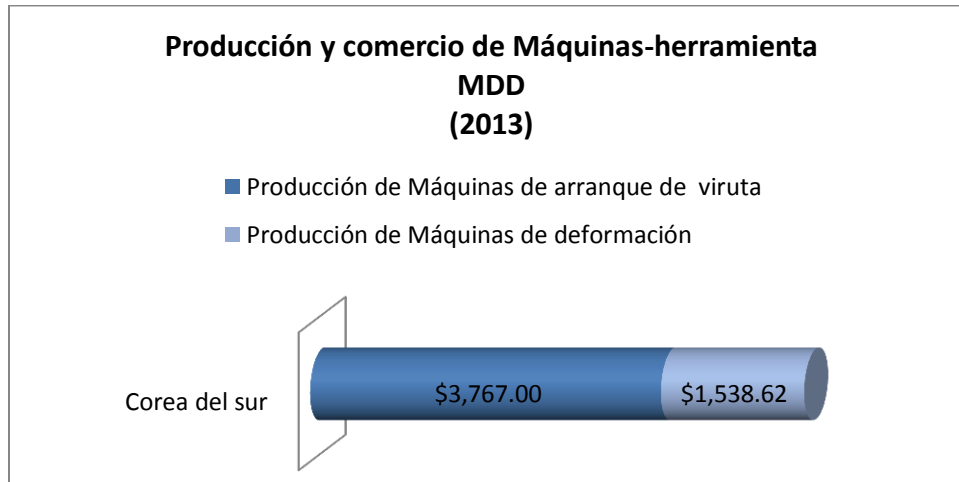 Producción y comercio de Máquinas-herramienta
MDD
(2013)
Producción de Máquinas de arranque de viruta
Producción de Máquinas de deformación
Corea del sur
$3,767.00
$1,538.62